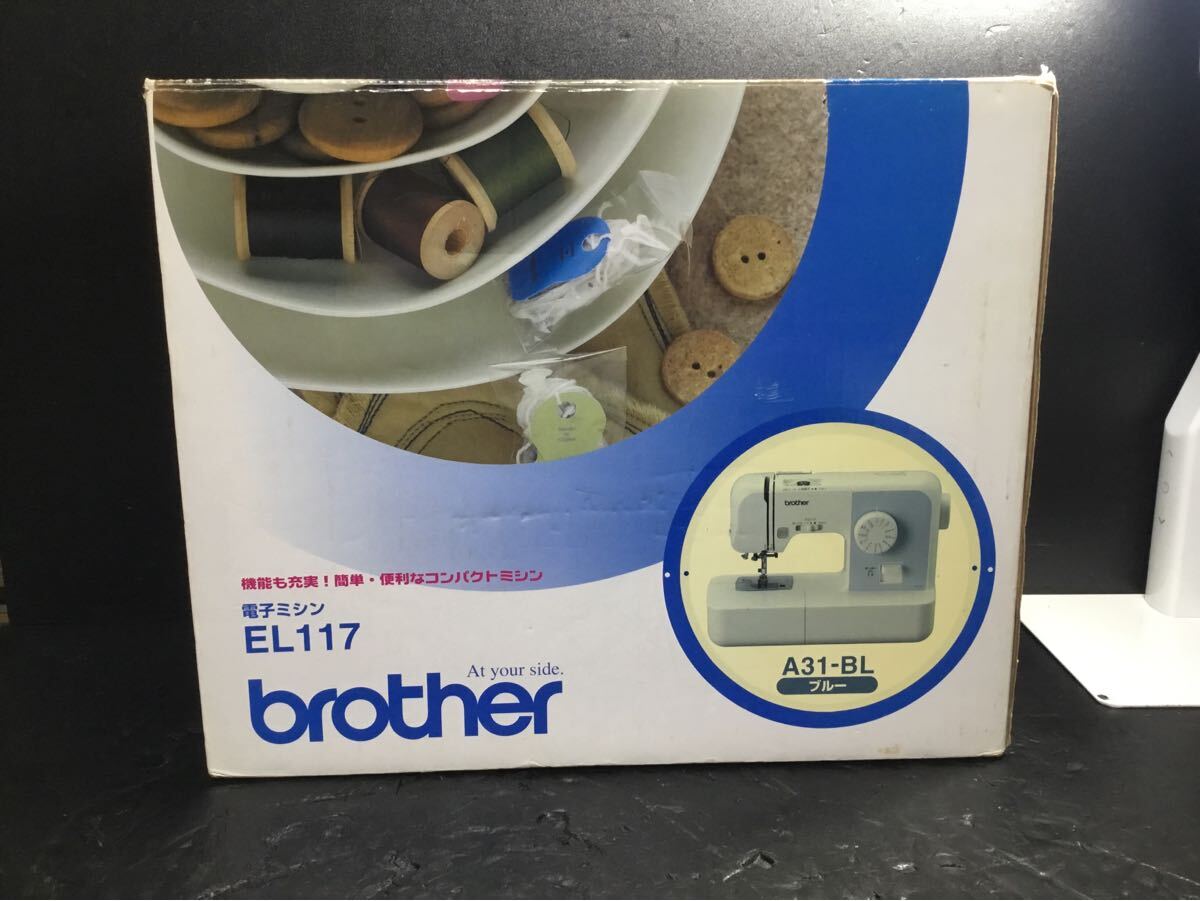 機能も充実！簡単・便利なコンパクトミシン
電子ミシン
EL117
At your side.
brother
brother
A31-BL
ブルー